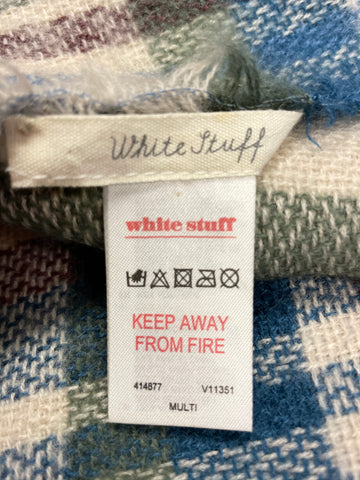 White Stuff
white stuff
KEEP AWAY
FROM FIRE
414877 V11351
MULTI